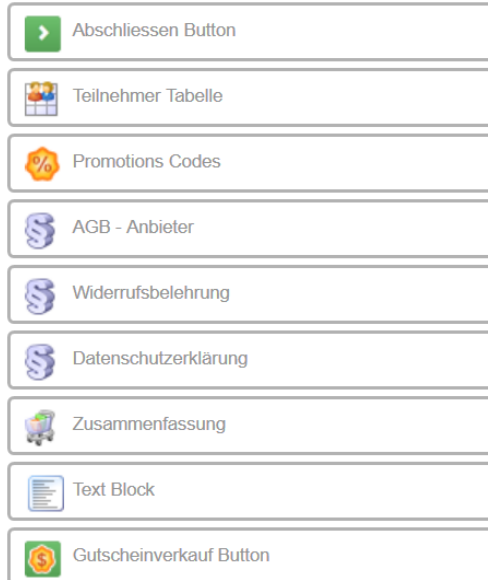 Abschliessen Button
Teilnehmer Tabelle
Promotions Codes
AGB - Anbieter
Widerrufsbelehrung
Datenschutzerklärung
Zusammenfassung
Text Block
Gutscheinverkauf Button